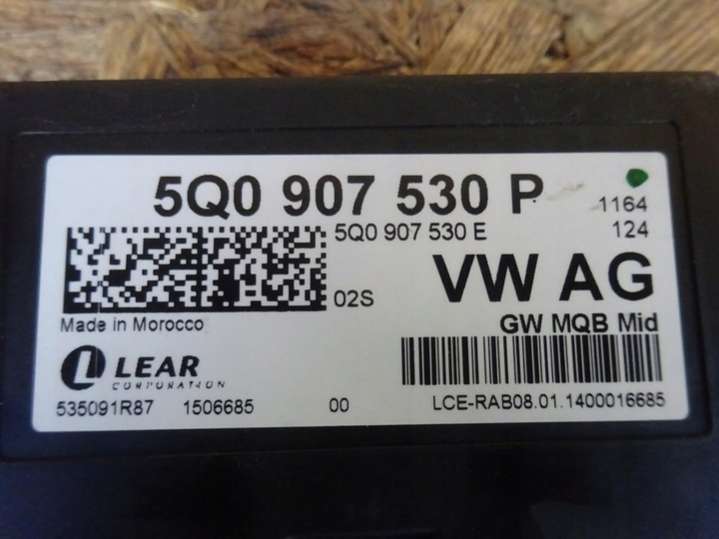 5Q0 907 530 P
1164
5Q0 907 530 E
124
02S
VW AG
Made in Morocco
GW MQB Mid
LEAR
CORPORATION
535091R87 1506685 00 LCE-RAB08.01.1400016685